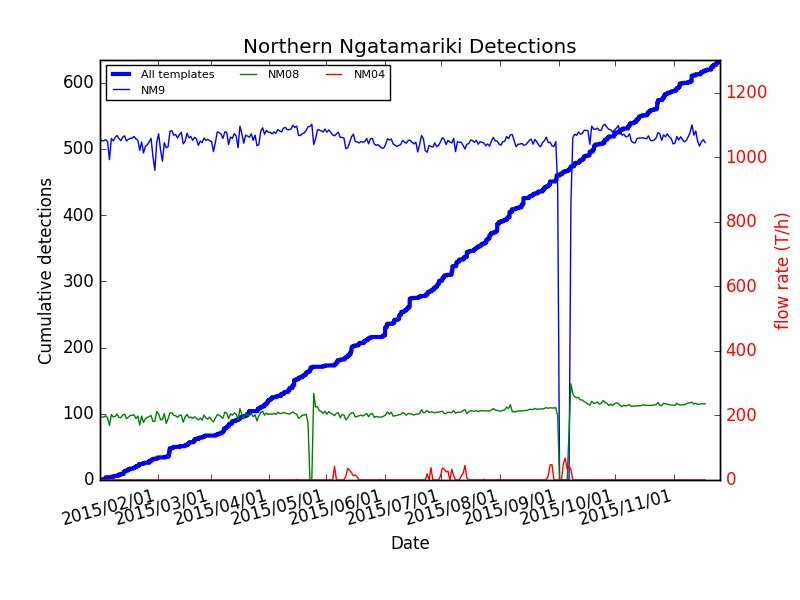 Northern Ngatamariki Detections
All templates NM08 NM04
NM9
Cumulative detections
600
500
400
300
200
100
0
flow rate (T/h)
1200
1000
800
600
400
200
0
2015/02/01 2015/03/01 2015/04/01 2015/05/01 2015/06/01 2015/07/01 2015/08/01 2015/09/01 2015/10/01 2015/11/01
Date